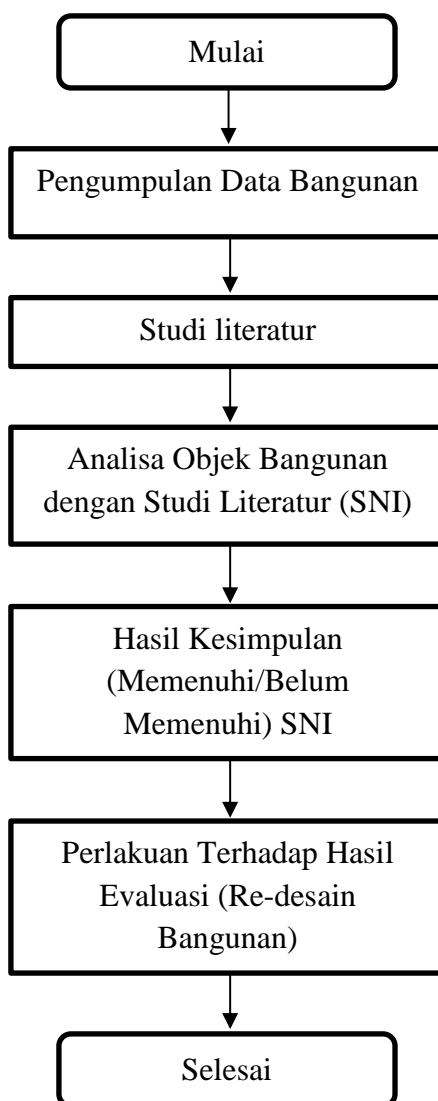 Mulai
Pengumpulan Data Bangunan
Studi literatur
Analisa Objek Bangunan
dengan Studi Literatur (SNI)
Hasil Kesimpulan
(Memenuhi/Belum
Memenuhi) SNI
Perlakuan Terhadap Hasil
Evaluasi (Re-desain
Bangunan)
Selesai